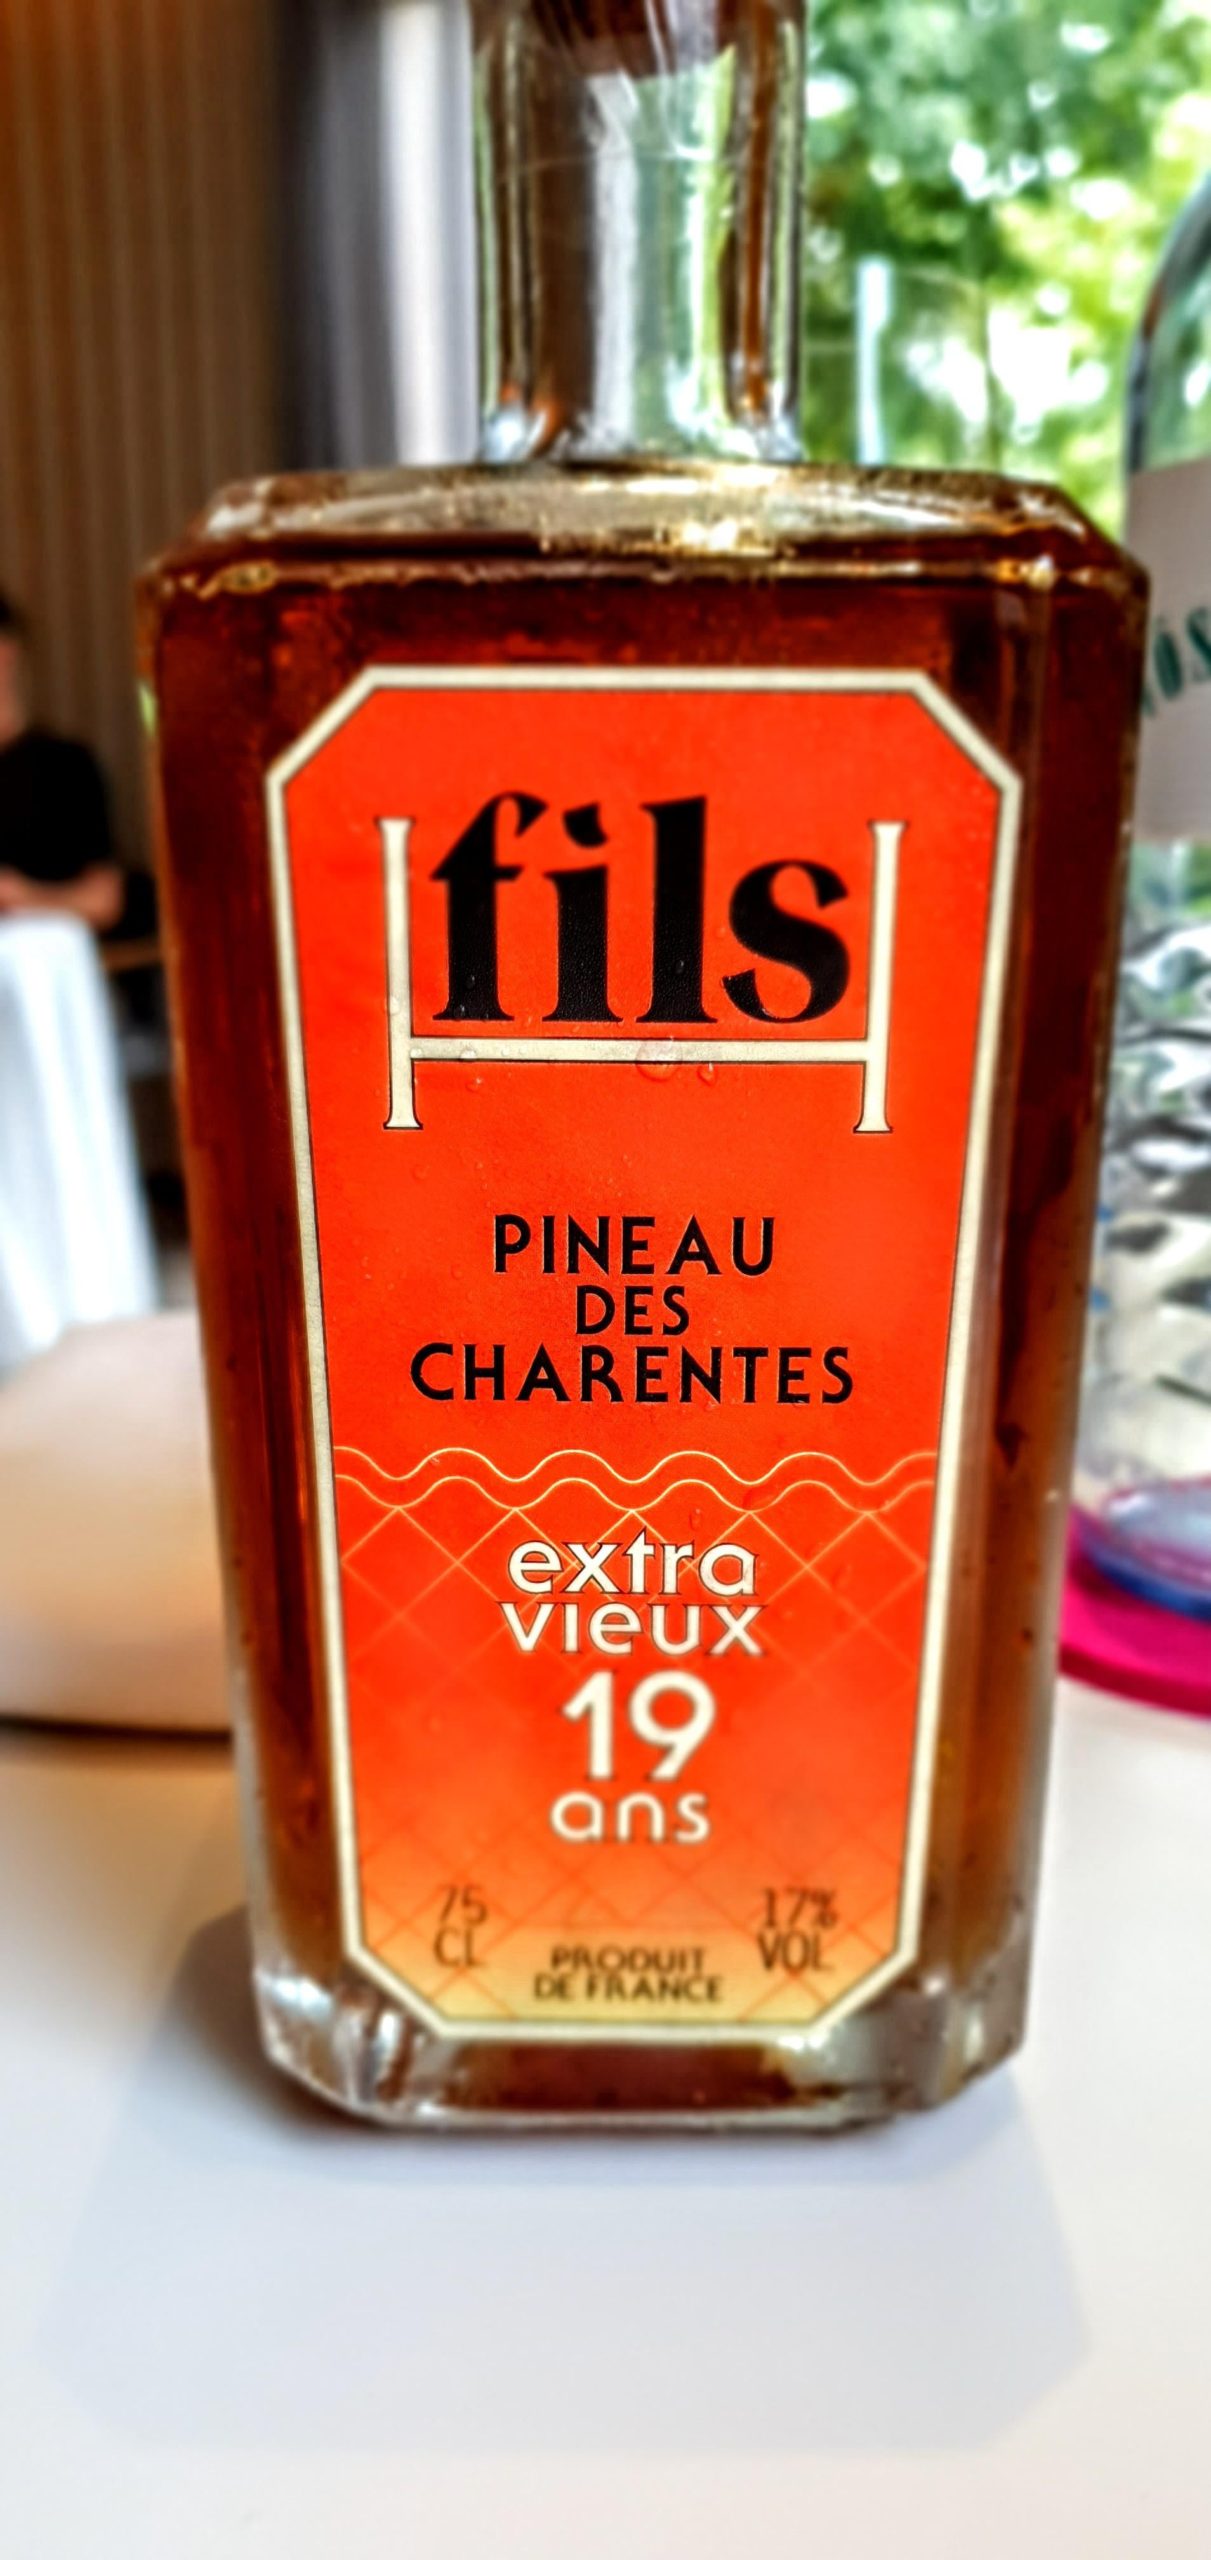 fils
PINEAU
DES
CHARENTES
extra
vieux
19
ans
75
CL
17%
VOL
PRODUIT
DE FRANCE